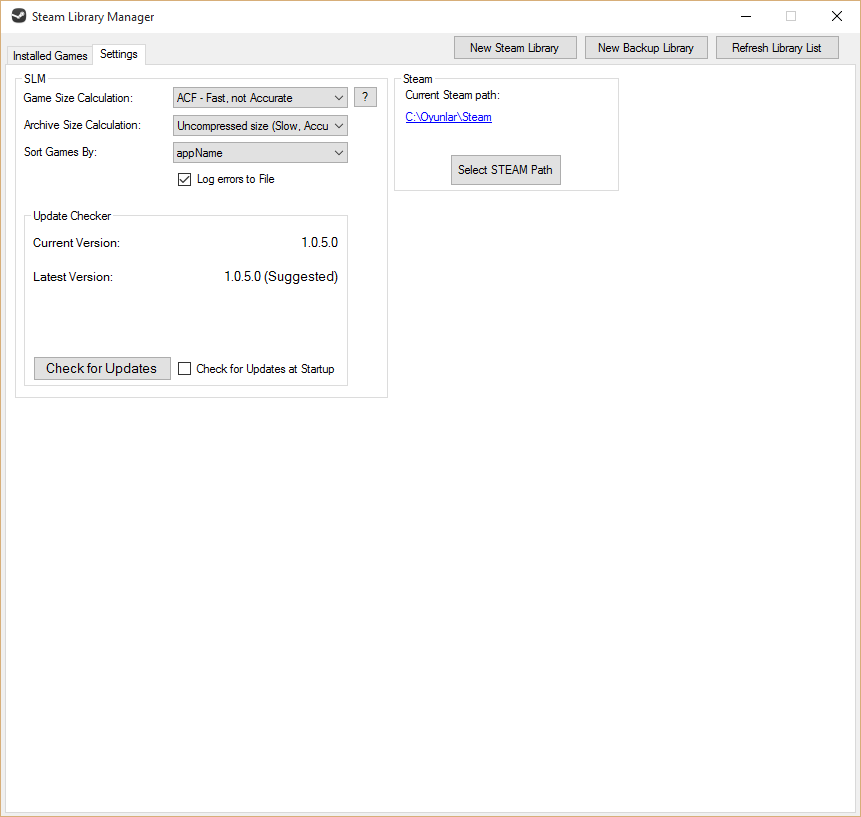 Steam Library Manager
Installed Games
Settings
New Steam Library
New Backup Library
Refresh Library List
SLM
Game Size Calculation:
ACF - Fast, not Accurate
?
Archive Size Calculation:
Uncompressed size (Slow, Accu
Sort Games By:
appName
Log errors to File
Update Checker
Current Version:
1.0.5.0
Latest Version:
1.0.5.0 (Suggested)
Check for Updates
Check for Updates at Startup
Steam
Current Steam path:
C:\Oyunlar\Steam
Select STEAM Path